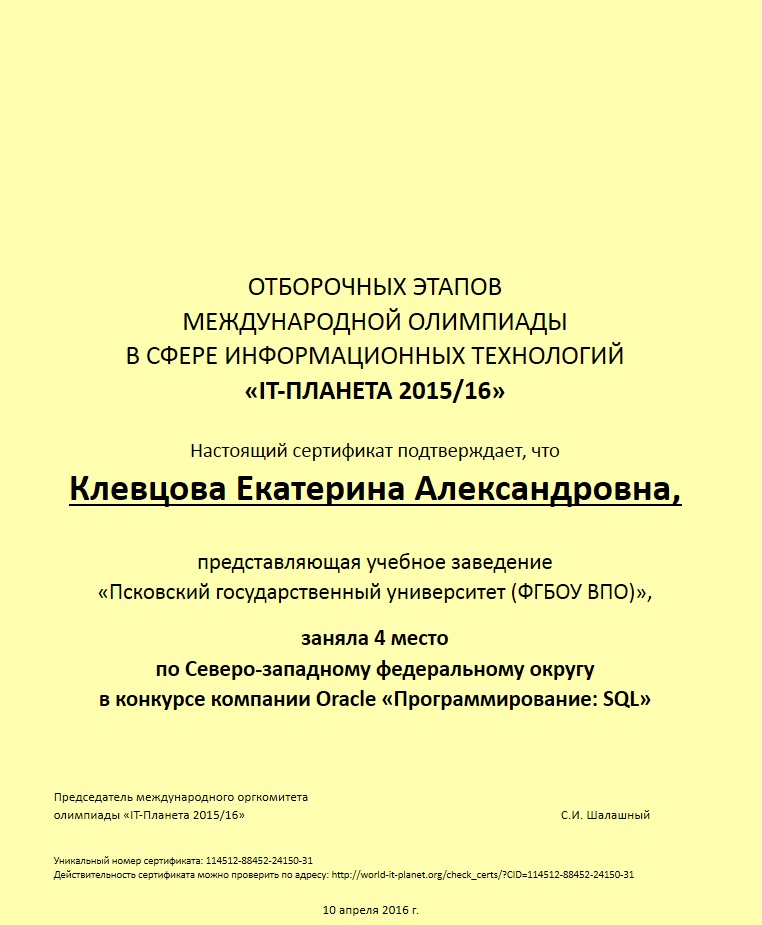 ОТБОРОЧНЫХ ЭТАПОВ
МЕЖДУНАРОДНОЙ ОЛИМПИАДЫ
В СФЕРЕ ИНФОРМАЦИОННЫХ ТЕХНОЛОГИЙ
«IT-ПЛАНЕТА 2015/16»
Настоящий сертификат подтверждает, что
Клевцова Екатерина Александровна,
представляющая учебное заведение
«Псковский государственный университет (ФГБОУ ВПО)»,
заняла 4 место
по Северо-западному федеральному округу
в конкурсе компании Oracle «Программирование: SQL»
Председатель международного оргкомитета
олимпиады «IT-Планета 2015/16» С.И. Шалашный
Уникальный номер сертификата: 114512-88452-24150-31
Действительность сертификата можно проверить по адресу: http://world-it-planet.org/check_certs/?CID=114512-88452-24150-31
10 апреля 2016 г.